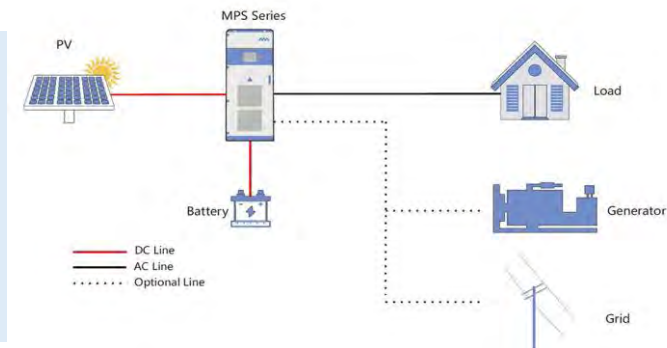 MPS Series
PV
Load
Battery
Generator
DC Line
AC Line
Optional Line
Grid